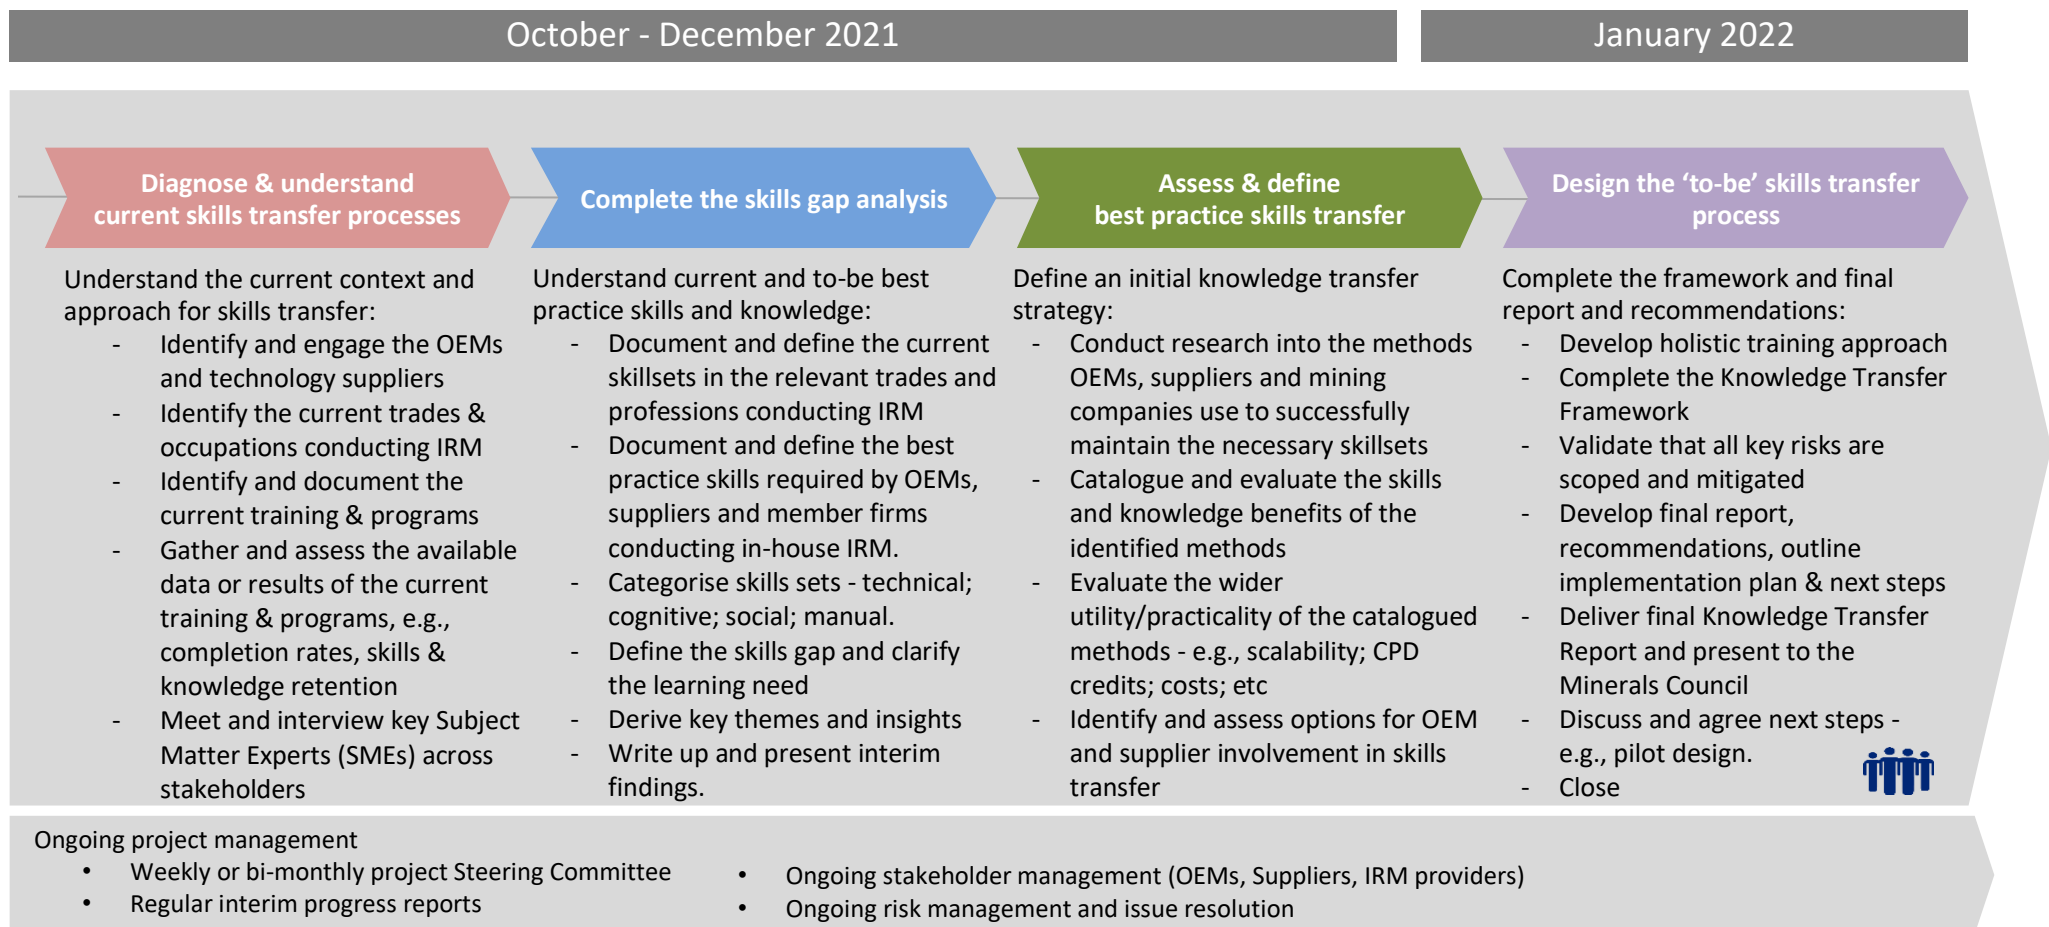 October - December 2021
January 2022
Diagnose & understand
current skills transfer processes
Complete the skills gap analysis
Assess & define
best practice skills transfer
Design the ‘to-be’ skills transfer
process
Understand the current context and
approach for skills transfer:
- Identify and engage the OEMs
and technology suppliers
- Identify the current trades &
occupations conducting IRM
- Identify and document the
current training & programs
- Gather and assess the available
data or results of the current
training & programs, e.g.,
completion rates, skills &
knowledge retention
- Meet and interview key Subject
Matter Experts (SMEs) across
stakeholders
Understand current and to-be best
practice skills and knowledge:
- Document and define the current
skillsets in the relevant trades and
professions conducting IRM
- Document and define the best
practice skills required by OEMs,
suppliers and member firms
conducting in-house IRM.
- Categorise skills sets - technical;
cognitive; social; manual.
- Define the skills gap and clarify
the learning need
- Derive key themes and insights
- Write up and present interim
findings.
Define an initial knowledge transfer
strategy:
- Conduct research into the methods
OEMs, suppliers and mining
companies use to successfully
maintain the necessary skillsets
- Catalogue and evaluate the skills
and knowledge benefits of the
identified methods
- Evaluate the wider
utility/practicality of the catalogued
methods - e.g., scalability; CPD
credits; costs; etc
- Identify and assess options for OEM
and supplier involvement in skills
transfer
Complete the framework and final
report and recommendations:
- Develop holistic training approach
- Complete the Knowledge Transfer
Framework
- Validate that all key risks are
scoped and mitigated
- Develop final report,
recommendations, outline
implementation plan & next steps
- Deliver final Knowledge Transfer
Report and present to the
Minerals Council
- Discuss and agree next steps -
e.g., pilot design.
- Close
Ongoing project management
• Weekly or bi-monthly project Steering Committee
• Regular interim progress reports
• Ongoing stakeholder management (OEMs, Suppliers, IRM providers)
• Ongoing risk management and issue resolution